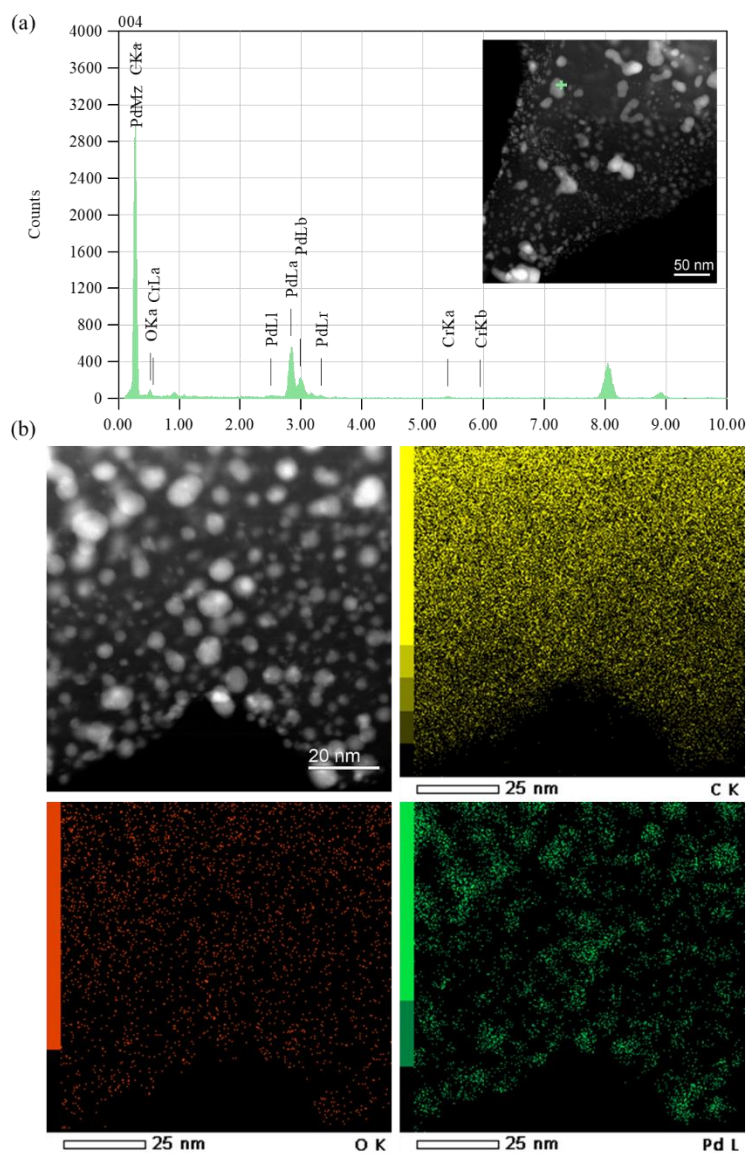 (a)
004
4000
3600
3200
2800
2400
2000
1600
1200
800
400
0
Counts
PdMz CKa
OKa CrLa
PdLl
PdLa
PdLb
PdLr
CrKa
CrKb
50 nm
0.00 1.00 2.00 3.00 4.00 5.00 6.00 7.00 8.00 9.00 10.00
(b)
20 nm
25 nm C K
25 nm O K
25 nm Pd L